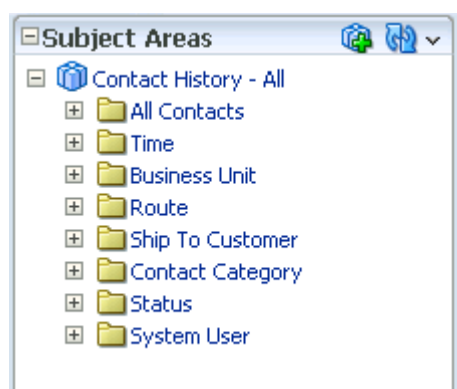 Subject Areas
Contact History - All
All Contacts
Time
Business Unit
Route
Ship To Customer
Contact Category
Status
System User